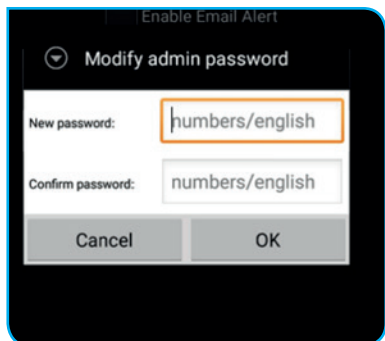 Enable Email Alert
Modify admin password
New password: numbers/english
Confirm password: numbers/english
Cancel OK